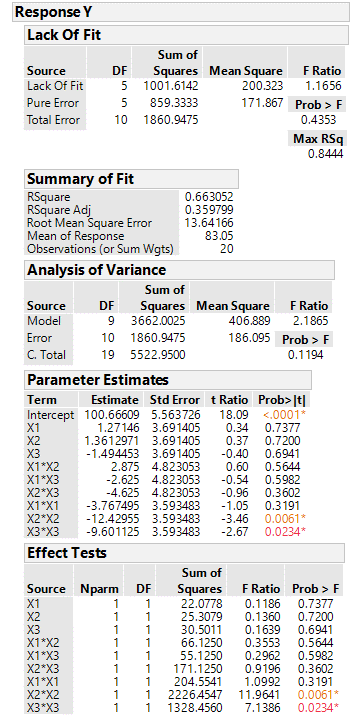 Response Y
Lack Of Fit
Sum of
Source DF Squares Mean Square F Ratio
Lack Of Fit 5 1001.6142 200.323 1.1656
Pure Error 5 859.3333 171.867 Prob > F
Total Error 10 1860.9475 0.4353
Max RSq
0.8444
Summary of Fit
RSquare 0.663052
RSquare Adj 0.359799
Root Mean Square Error 13.64166
Mean of Response 83.05
Observations (or Sum Wgts) 20
Analysis of Variance
Sum of
Source DF Squares Mean Square F Ratio
Model 9 3662.0025 406.889 2.1865
Error 10 1860.9475 186.095 Prob > F
C. Total 19 5522.9500 0.1194
Parameter Estimates
Term Estimate Std Error t Ratio Prob>|t|
Intercept 100.66609 5.563726 18.09 <.0001*
X1 1.27146 3.691405 0.34 0.7377
X2 1.3612971 3.691405 0.37 0.7200
X3 -1.494453 3.691405 -0.40 0.6941
X1*X2 2.875 4.823053 0.60 0.5644
X1*X3 -2.625 4.823053 -0.54 0.5982
X2*X3 -4.625 4.823053 -0.96 0.3602
X1*X1 -3.767495 3.593483 -1.05 0.3191
X2*X2 -12.42955 3.593483 -3.46 0.0061*
X3*X3 -9.601125 3.593483 -2.67 0.0234*
Effect Tests
Sum of
Source Nparm DF Squares F Ratio Prob > F
X1 1 1 22.0778 0.1186 0.7377
X2 1 1 25.3079 0.1360 0.7200
X3 1 1 30.5011 0.1639 0.6941
X1*X2 1 1 66.1250 0.3553 0.5644
X1*X3 1 1 55.1250 0.2962 0.5982
X2*X3 1 1 171.1250 0.9196 0.3602
X1*X1 1 1 204.5541 1.0992 0.3191
X2*X2 1 1 2226.4547 11.9641 0.0061*
X3*X3 1 1 1328.4560 7.1386 0.0234*